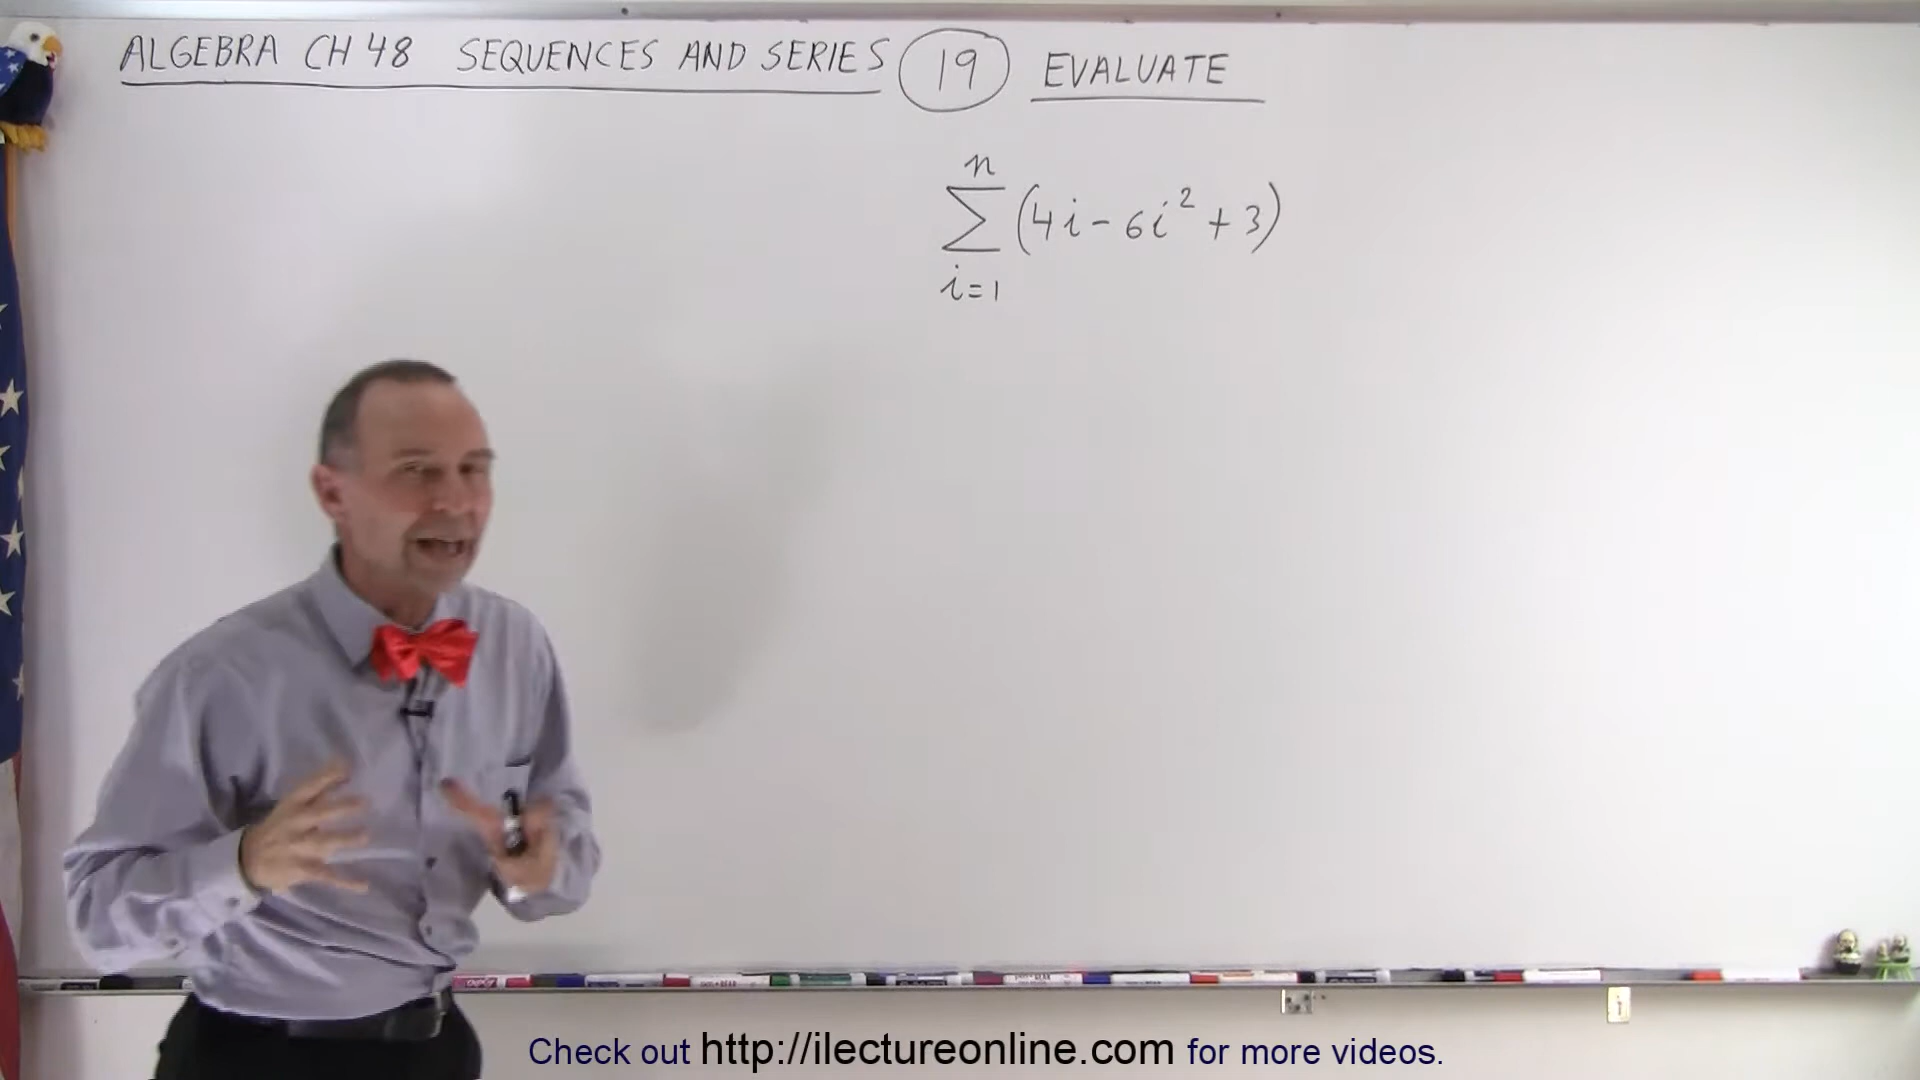 ALGEBRA CH 48 SEQUENCES AND SERIES 19 EVALUATE
n
∑ (4i - 6i² + 3)
i=1
Check out http://ilectureonline.com for more videos.